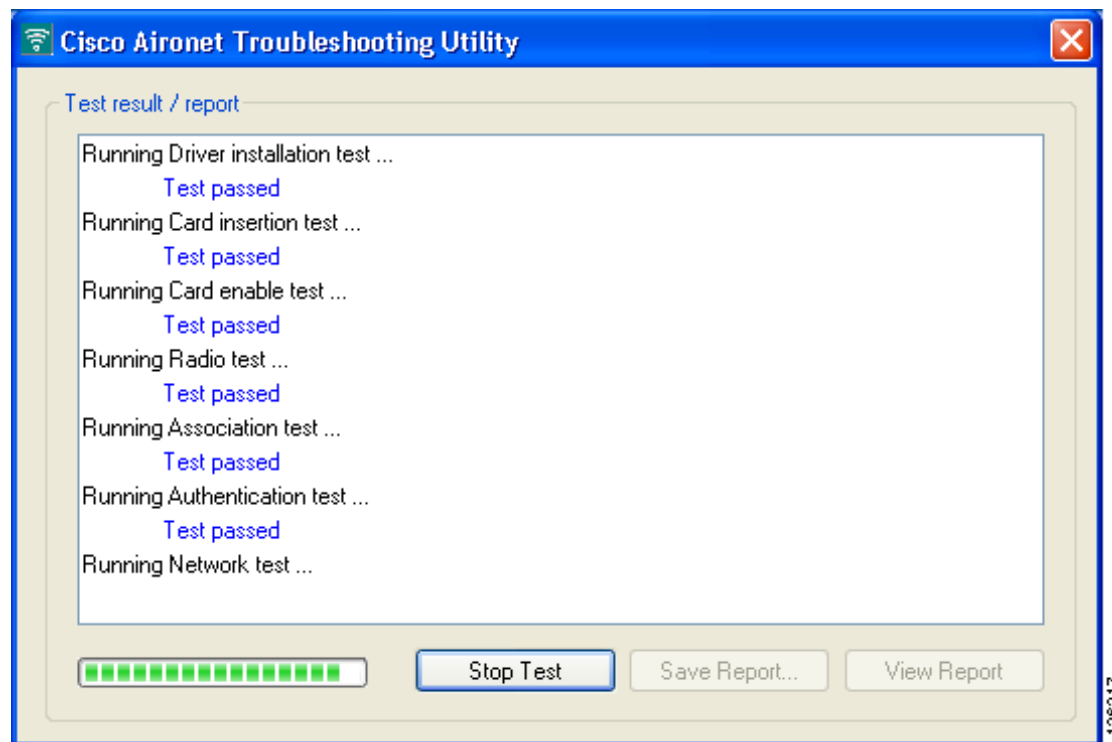 Cisco Aironet Troubleshooting Utility
Test result / report
Running Driver installation test ...
Test passed
Running Card insertion test ...
Test passed
Running Card enable test ...
Test passed
Running Radio test ...
Test passed
Running Association test ...
Test passed
Running Authentication test ...
Test passed
Running Network test ...
Stop Test
Save Report...
View Report